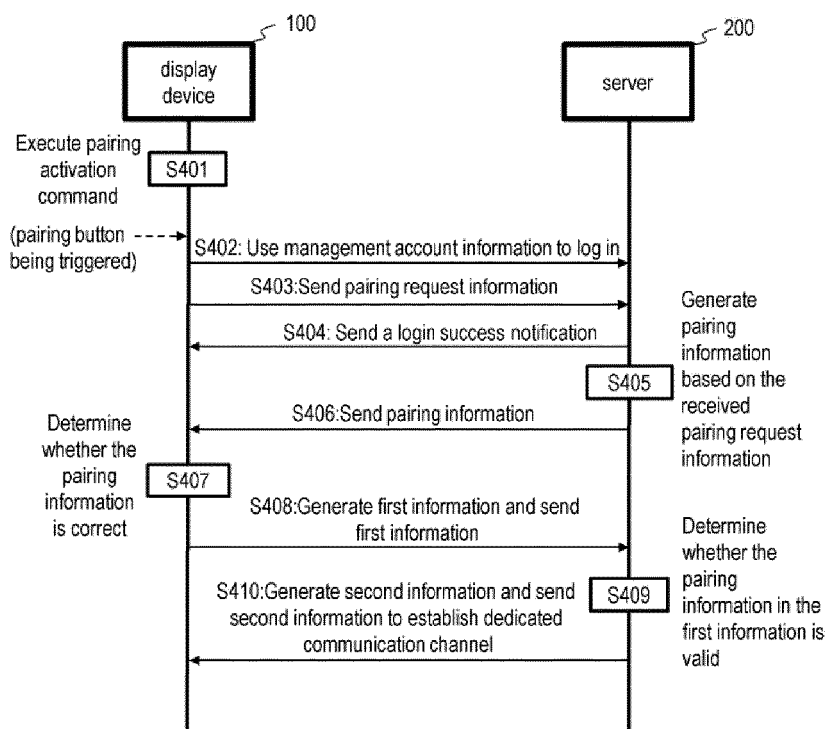 100
200
display
device
server
Execute pairing
activation
command
S401
(pairing button
being triggered)
S402: Use management account information to log in
S403:Send pairing request information
S404: Send a login success notification
Generate
pairing
information
based on the
received
pairing request
information
S405
S406:Send pairing information
Determine
whether the
pairing
information
is correct
S407
S408:Generate first information and send
first information
Determine
whether the
pairing
information in the
first information is
valid
S409
S410:Generate second information and send
second information to establish dedicated
communication channel